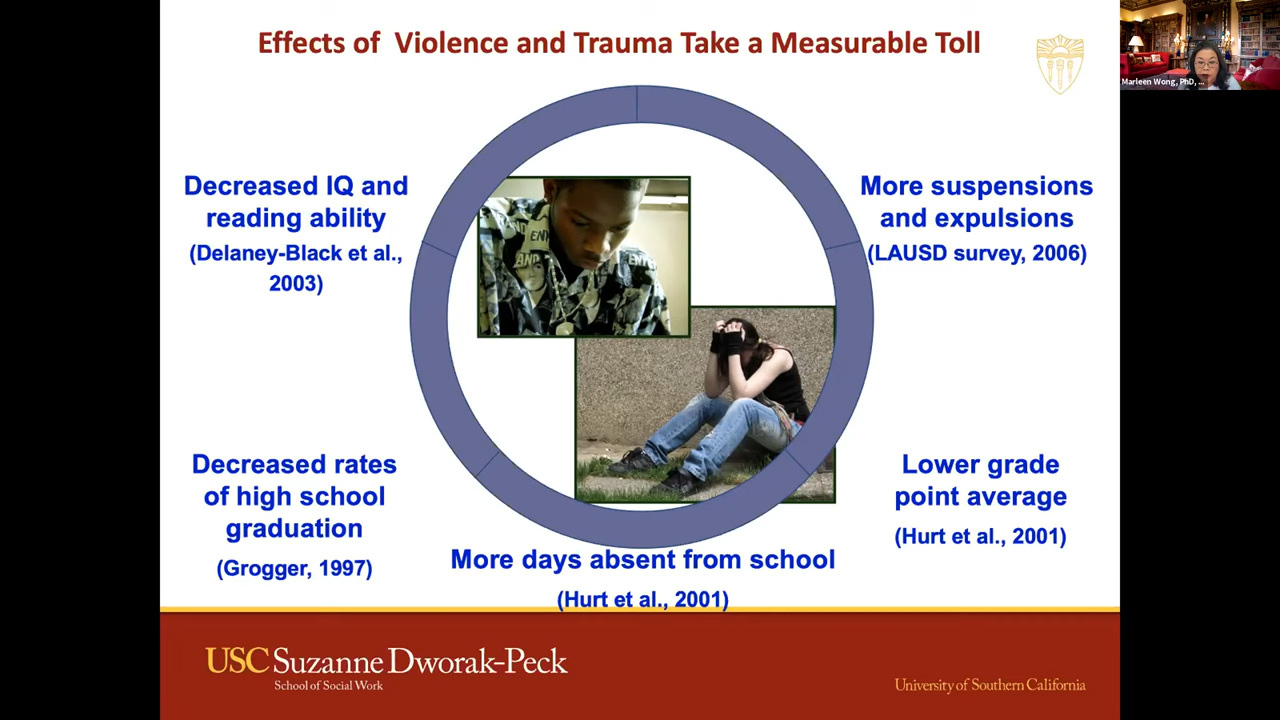 Effects of Violence and Trauma Take a Measurable Toll
Marleen Wong, PhD, ...
Decreased IQ and
reading ability
(Delaney-Black et al.,
2003)
More suspensions
and expulsions
(LAUSD survey, 2006)
Decreased rates
of high school
graduation
(Grogger, 1997)
Lower grade
point average
(Hurt et al., 2001)
More days absent from school
(Hurt et al., 2001)
USC Suzanne Dworak-Peck
School of Social Work
University of Southern California